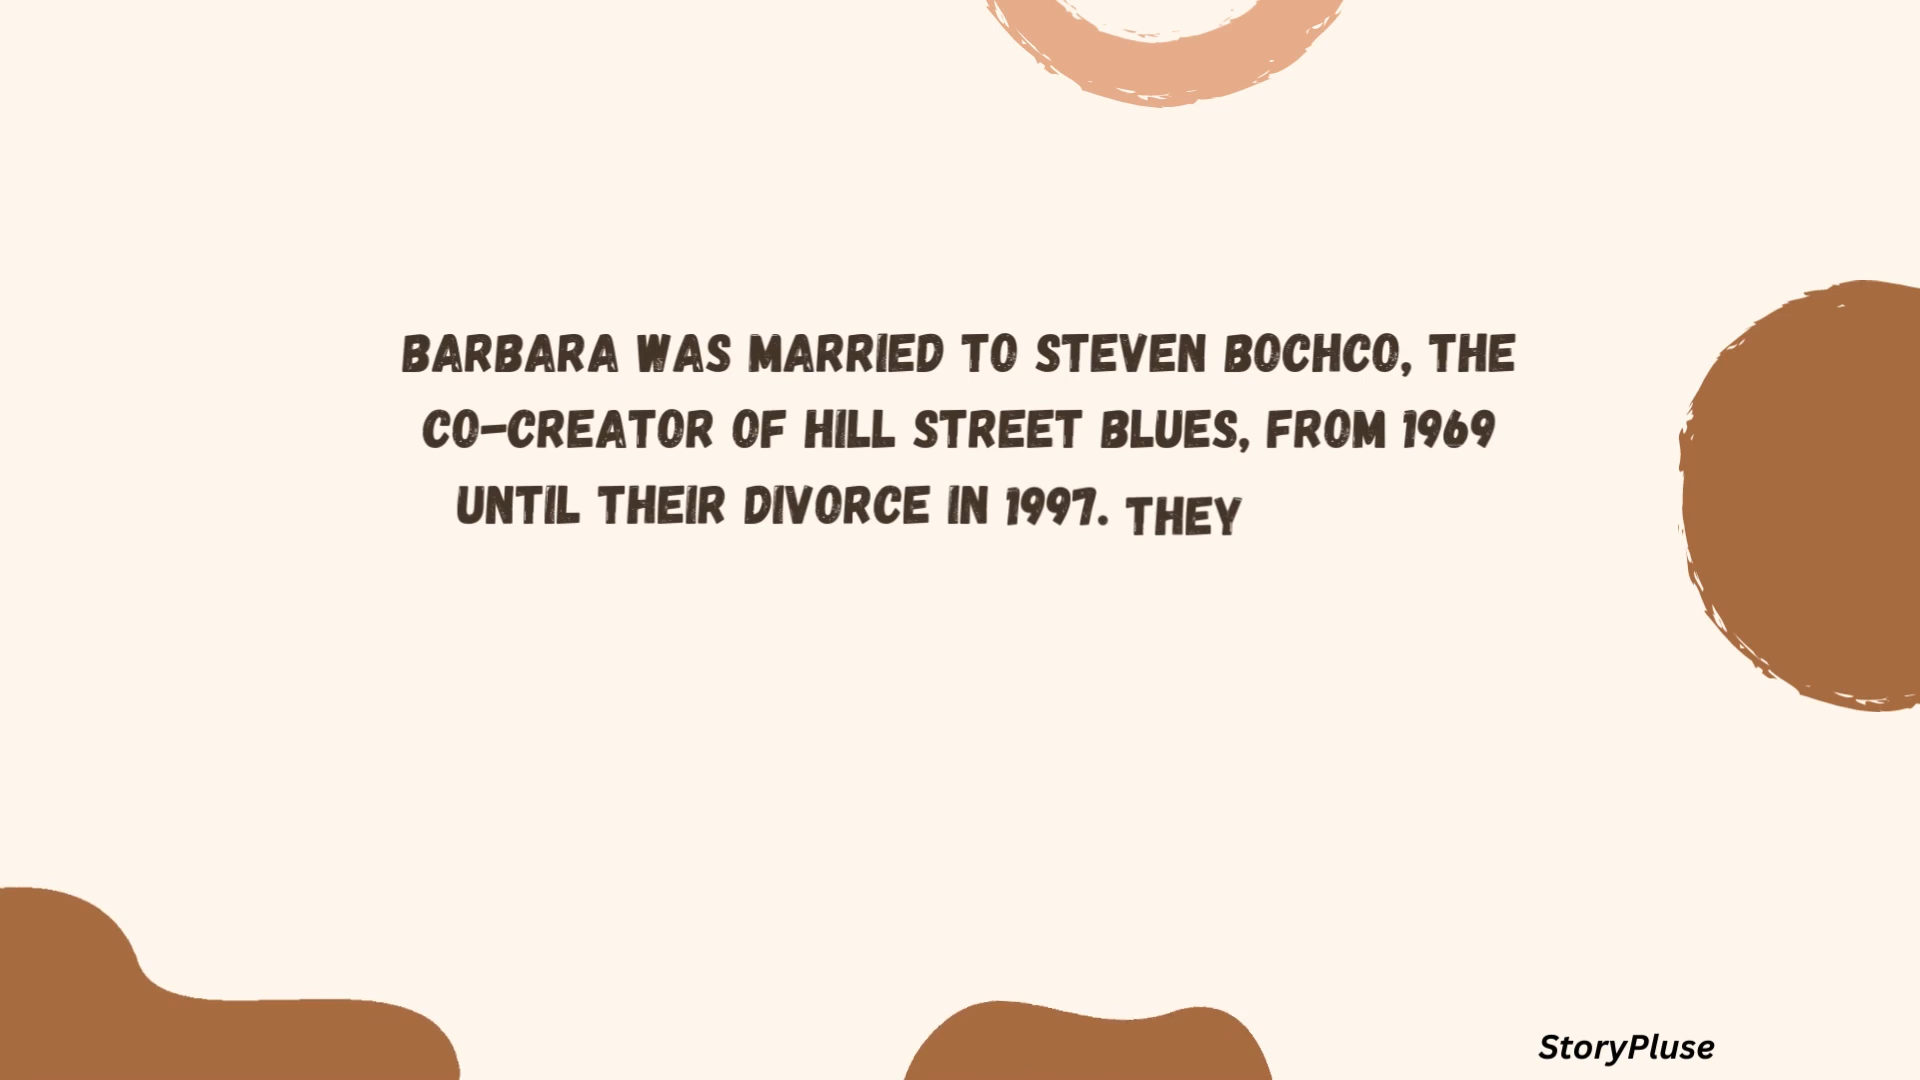 BARBARA WAS MARRIED TO STEVEN BOCHCO, THE
CO-CREATOR OF HILL STREET BLUES, FROM 1969
UNTIL THEIR DIVORCE IN 1997. THEY
StoryPluse